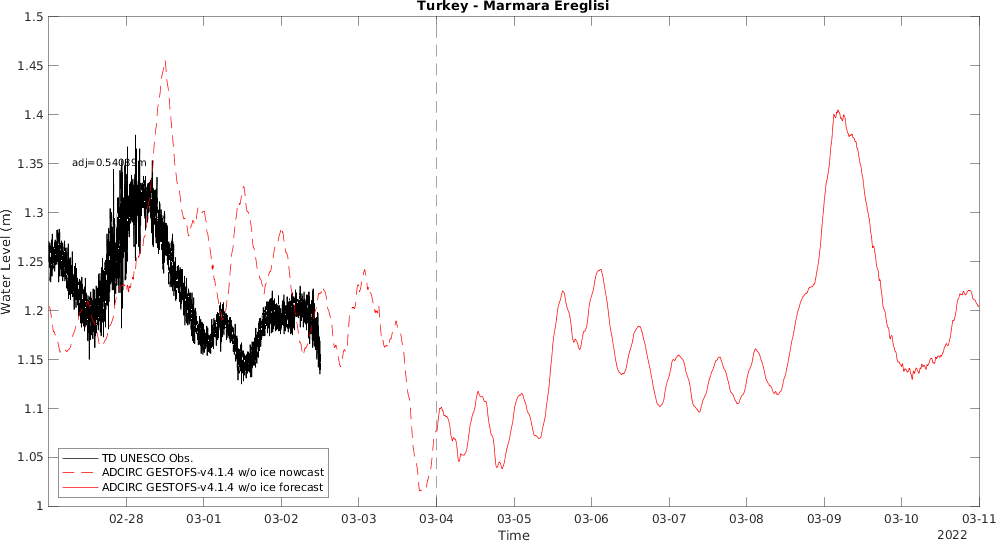 Turkey - Marmara Ereglisi
1.5
1.45
1.4
1.35
1.3
1.25
1.2
1.15
1.1
1.05
1
Water Level (m)
adj=0.54039m
TD UNESCO Obs.
ADCIRC GESTOFS-v4.1.4 w/o ice nowcast
ADCIRC GESTOFS-v4.1.4 w/o ice forecast
02-28 03-01 03-02 03-03 03-04 03-05 03-06 03-07 03-08 03-09 03-10 03-11
Time
2022